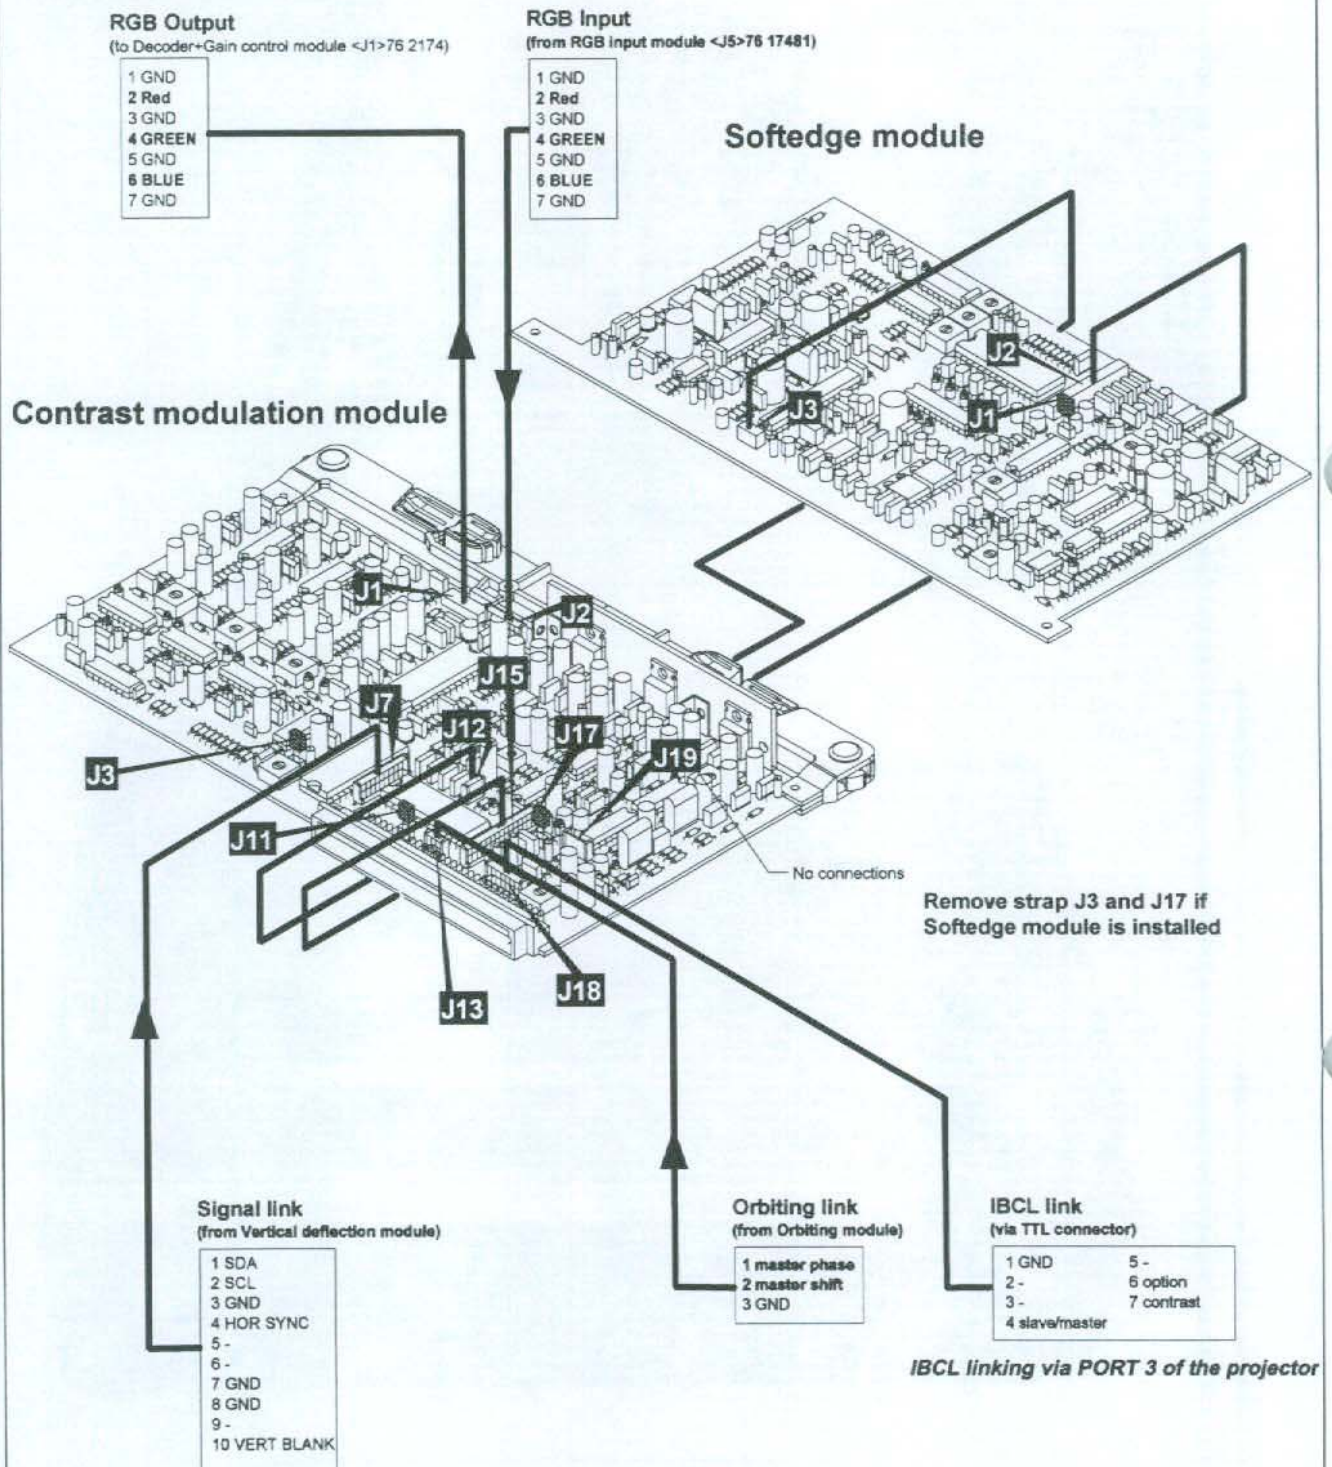 RGB Output
(to Decoder+Gain control module <J1>76 2174)
1 GND
2 Red
3 GND
4 GREEN
5 GND
6 BLUE
7 GND
RGB Input
(from RGB input module <J5>76 17481)
1 GND
2 Red
3 GND
4 GREEN
5 GND
6 BLUE
7 GND
Softedge module
J2
J3
J1
Contrast modulation module
J1
J2
J15
J7
J12
J17
J19
J3
J11
No connections
Remove strap J3 and J17 if
Softedge module is installed
J18
J13
Signal link
(from Vertical deflection module)
1 SDA
2 SCL
3 GND
4 HOR SYNC
5 -
6 -
7 GND
8 GND
9 -
10 VERT BLANK
Orbiting link
(from Orbiting module)
1 master phase
2 master shift
3 GND
IBCL link
(via TTL connector)
1 GND 5 -
2 - 6 option
3 - 7 contrast
4 slave/master
IBCL linking via PORT 3 of the projector